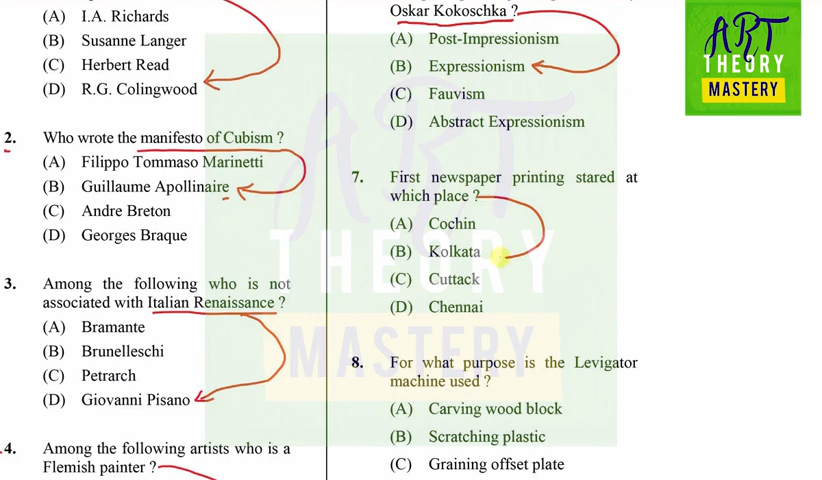 (A) I.A. Richards
(B) Susanne Langer
(C) Herbert Read
(D) R.G. Colingwood
2. Who wrote the manifesto of Cubism ?
(A) Filippo Tommaso Marinetti
(B) Guillaume Apollinaire
(C) Andre Breton
(D) Georges Braque
3. Among the following who is not
associated with Italian Renaissance ?
(A) Bramante
(B) Brunelleschi
(C) Petrarch
(D) Giovanni Pisano
4. Among the following artists who is a
Flemish painter ?
Oskar Kokoschka ?
(A) Post-Impressionism
(B) Expressionism
(C) Fauvism
(D) Abstract Expressionism
7. First newspaper printing stared at
which place ?
(A) Cochin
(B) Kolkata
(C) Cuttack
(D) Chennai
8. For what purpose is the Levigator
machine used ?
(A) Carving wood block
(B) Scratching plastic
(C) Graining offset plate
ART
THEORY
MASTERY
ART
THEORY
MASTERY